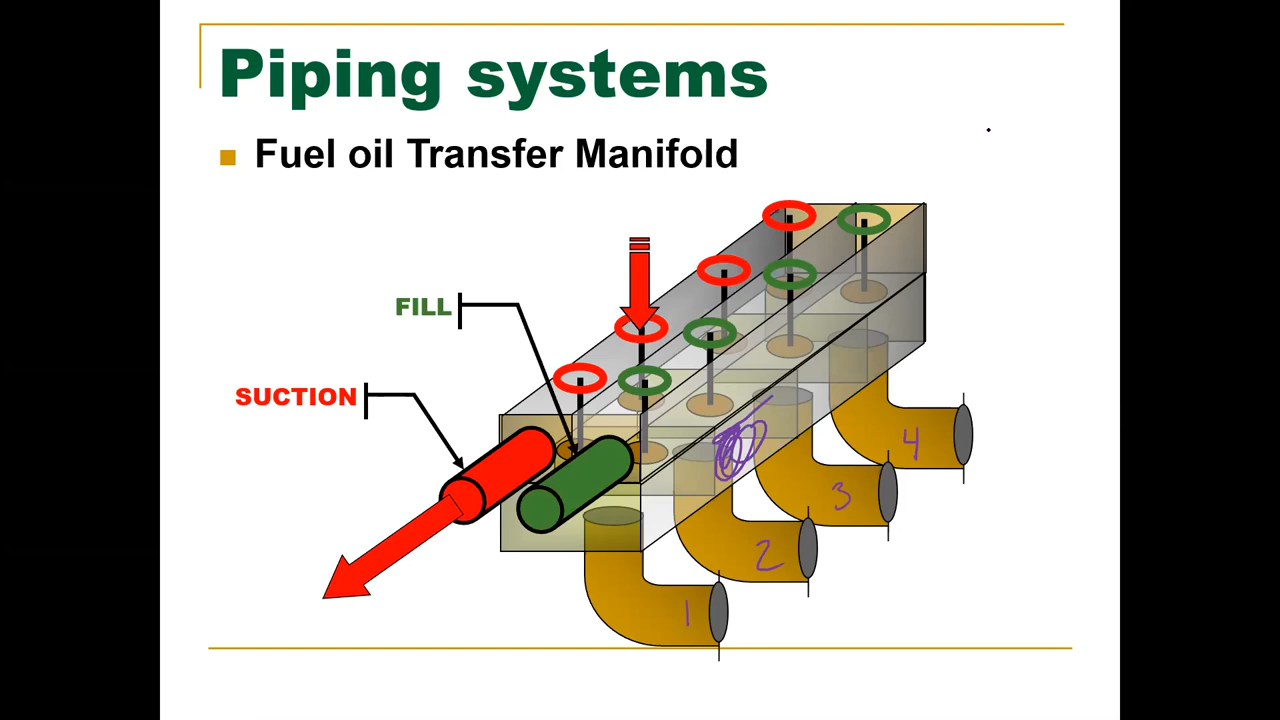 Piping systems
Fuel oil Transfer Manifold
FILL
SUCTION
4
3
2
1